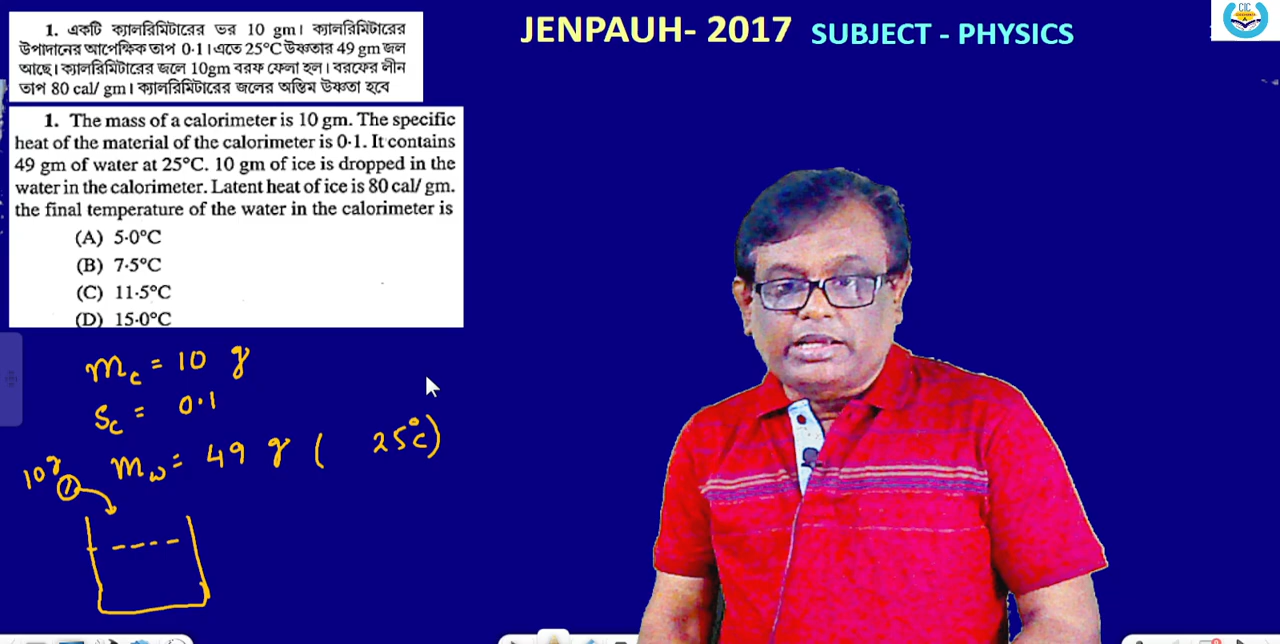 JENPAUH- 2017 SUBJECT - PHYSICS
CIC
1. একটি ক্যালরিমিটারের ভর 10 gm। ক্যালরিমিটারের
উপাদানের আপেক্ষিক তাপ 0·1। এতে 25°C উষ্ণতার 49 gm জল
আছে। ক্যালরিমিটারের জলে 10gm বরফ ফেলা হল। বরফের লীন
তাপ 80 cal/ gm। ক্যালরিমিটারের জলের অন্তিম উষ্ণতা হবে
1. The mass of a calorimeter is 10 gm. The specific
heat of the material of the calorimeter is 0·1. It contains
49 gm of water at 25°C. 10 gm of ice is dropped in the
water in the calorimeter. Latent heat of ice is 80 cal/ gm.
the final temperature of the water in the calorimeter is
(A) 5·0°C
(B) 7·5°C
(C) 11·5°C
(D) 15·0°C
m_c = 10 g
s_c = 0.1
m_w = 49 g ( 25°C)
10g